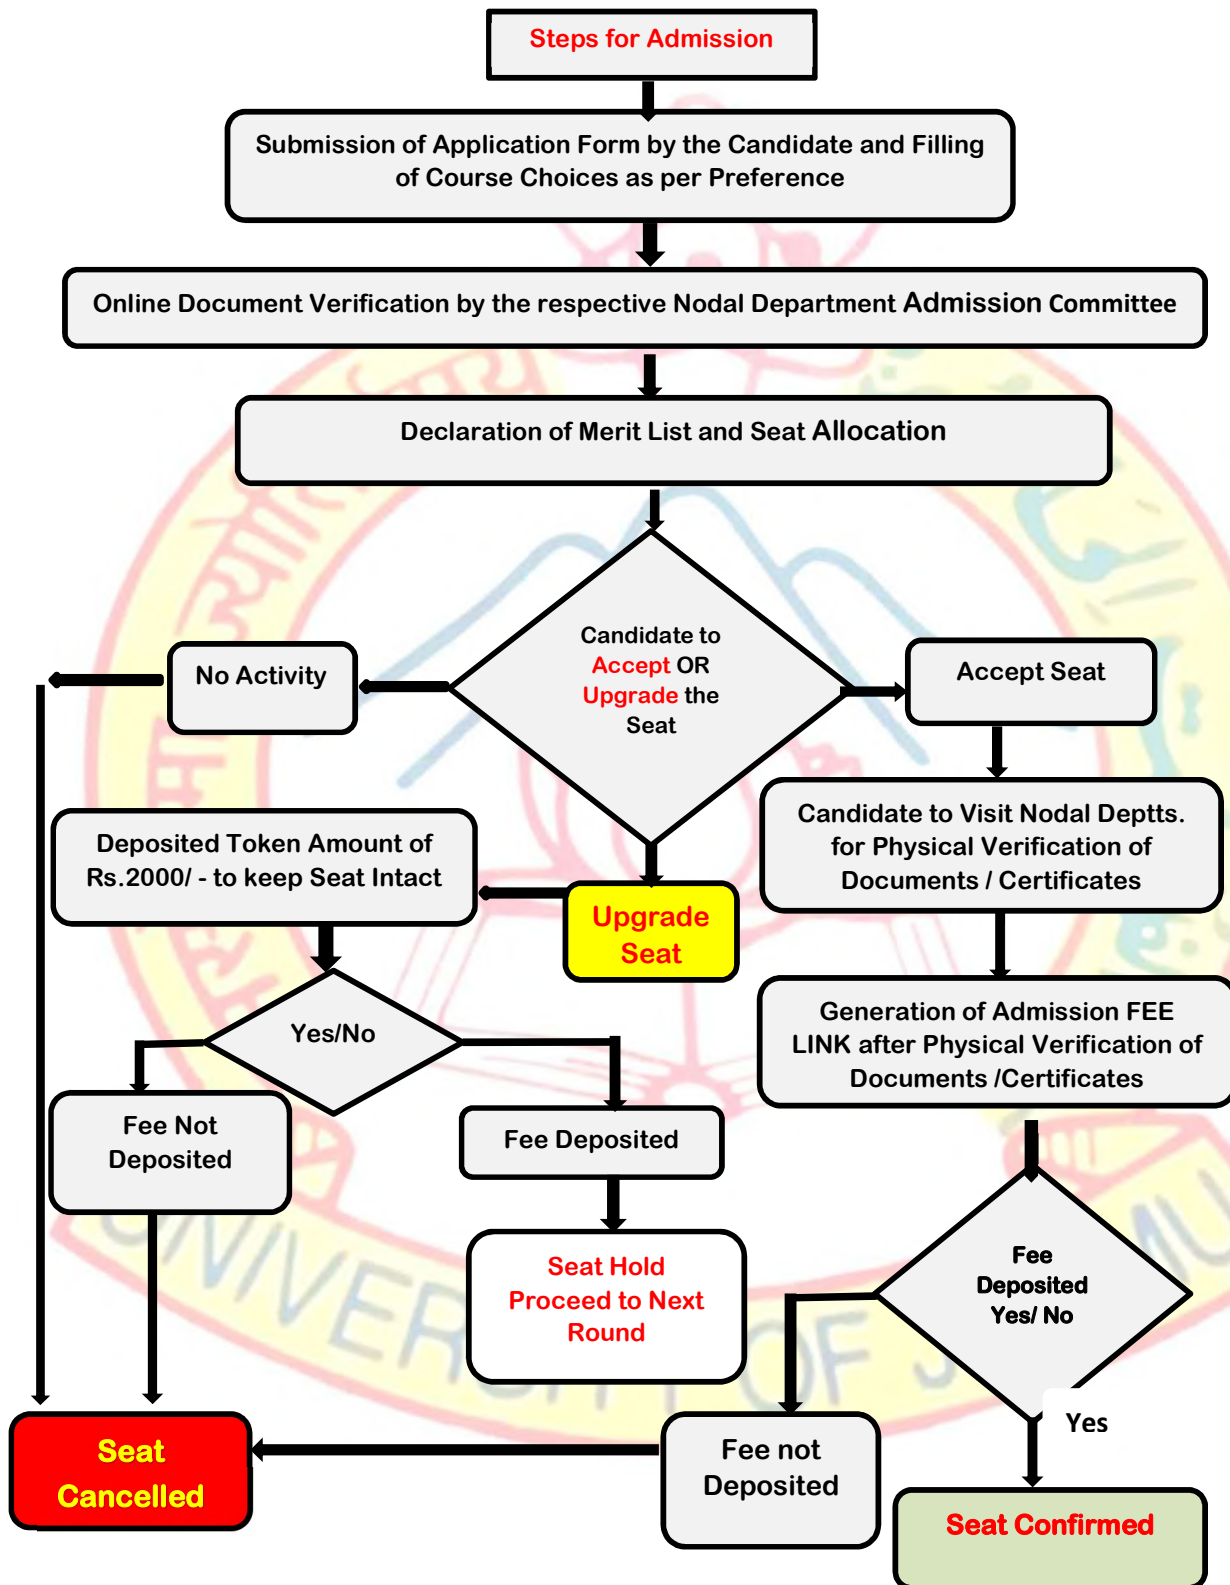 Steps for Admission
Submission of Application Form by the Candidate and Filling
of Course Choices as per Preference
Online Document Verification by the respective Nodal Department Admission Committee
Declaration of Merit List and Seat Allocation
Candidate to
Accept OR
Upgrade the
Seat
No Activity
Accept Seat
Deposited Token Amount of
Rs.2000/ - to keep Seat Intact
Upgrade
Seat
Candidate to Visit Nodal Deptts.
for Physical Verification of
Documents / Certificates
Yes/No
Generation of Admission FEE
LINK after Physical Verification of
Documents /Certificates
Fee Not
Deposited
Fee Deposited
Seat Hold
Proceed to Next
Round
Fee
Deposited
Yes/ No
Yes
Fee not
Deposited
Seat
Cancelled
Seat Confirmed
UNIVERSITY OF